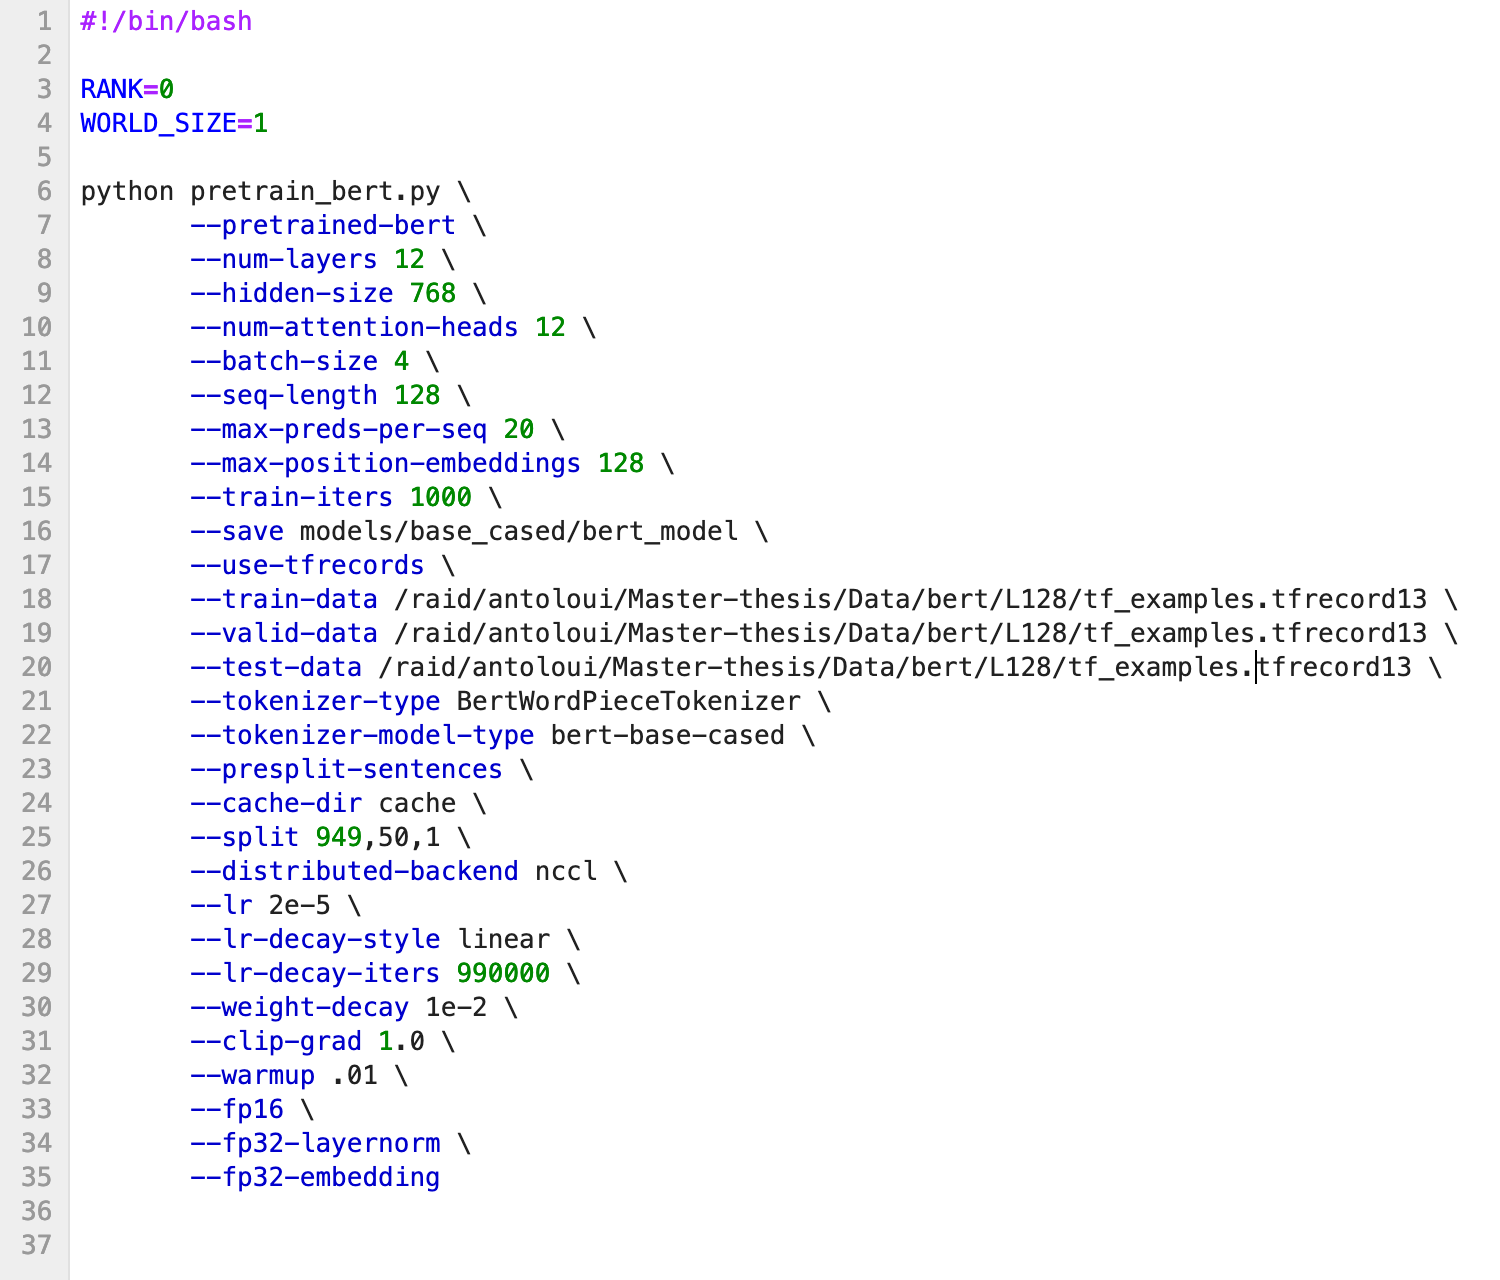 1 #!/bin/bash
2
3 RANK=0
4 WORLD_SIZE=1
5
6 python pretrain_bert.py \
7        --pretrained-bert \
8        --num-layers 12 \
9        --hidden-size 768 \
10        --num-attention-heads 12 \
11        --batch-size 4 \
12        --seq-length 128 \
13        --max-preds-per-seq 20 \
14        --max-position-embeddings 128 \
15        --train-iters 1000 \
16        --save models/base_cased/bert_model \
17        --use-tfrecords \
18        --train-data /raid/antoloui/Master-thesis/Data/bert/L128/tf_examples.tfrecord13 \
19        --valid-data /raid/antoloui/Master-thesis/Data/bert/L128/tf_examples.tfrecord13 \
20        --test-data /raid/antoloui/Master-thesis/Data/bert/L128/tf_examples.tfrecord13 \
21        --tokenizer-type BertWordPieceTokenizer \
22        --tokenizer-model-type bert-base-cased \
23        --presplit-sentences \
24        --cache-dir cache \
25        --split 949,50,1 \
26        --distributed-backend nccl \
27        --lr 2e-5 \
28        --lr-decay-style linear \
29        --lr-decay-iters 990000 \
30        --weight-decay 1e-2 \
31        --clip-grad 1.0 \
32        --warmup .01 \
33        --fp16 \
34        --fp32-layernorm \
35        --fp32-embedding
36
37